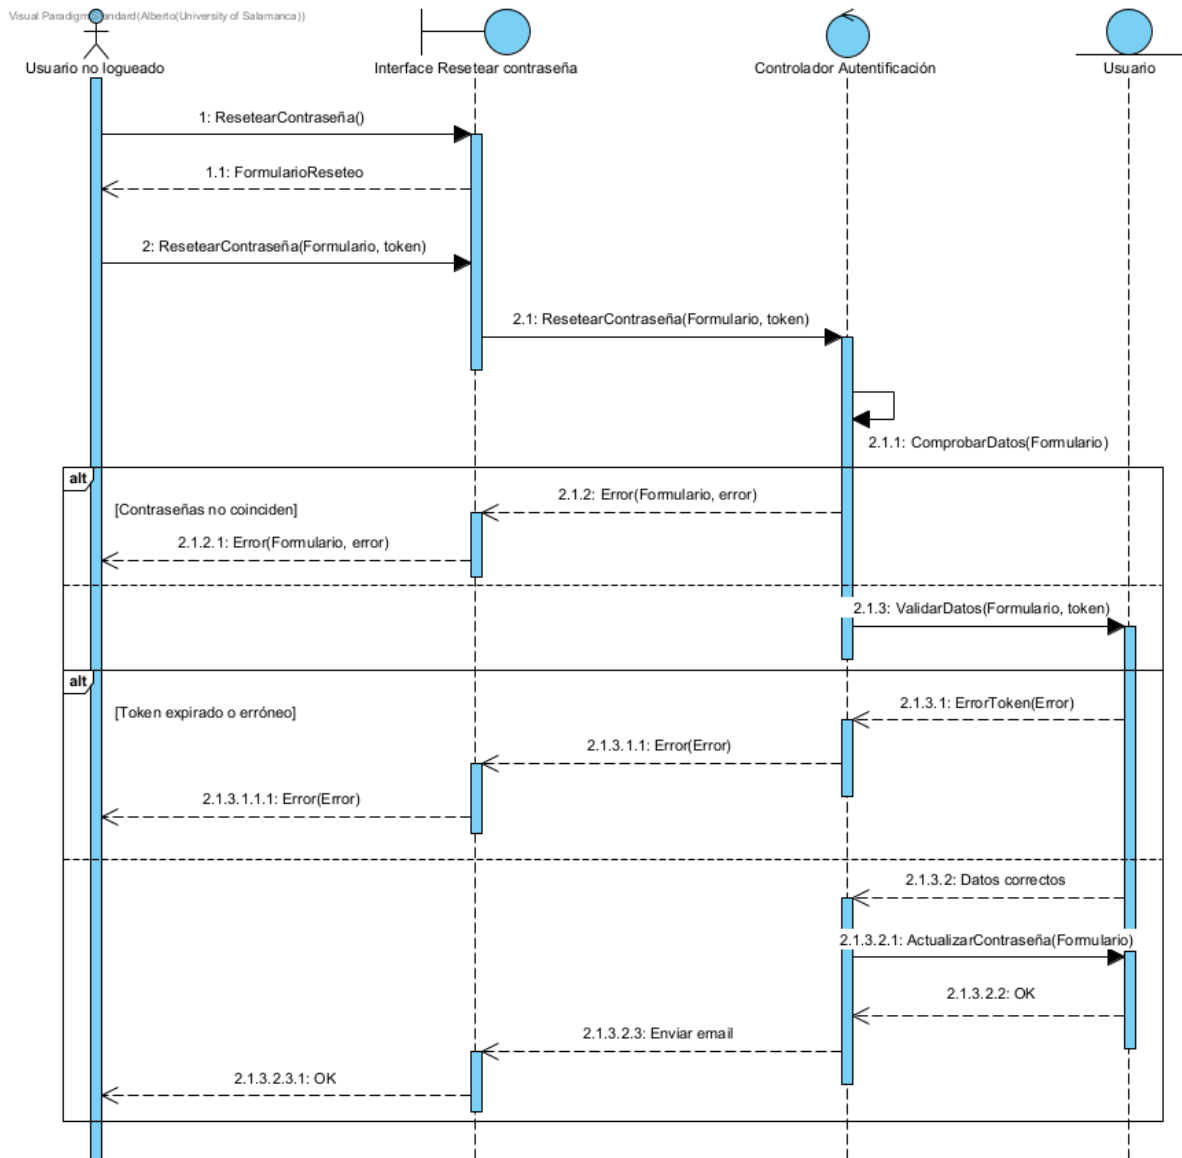 Visual Paradigm Standard(Alberto(University of Salamanca))
Usuario no logueado
Interface Resetear contraseña
Controlador Autentificación
Usuario
1: ResetearContraseña()
1.1: FormularioReseteo
2: ResetearContraseña(Formulario, token)
2.1: ResetearContraseña(Formulario, token)
2.1.1: ComprobarDatos(Formulario)
alt
2.1.2: Error(Formulario, error)
[Contraseñas no coinciden]
2.1.2.1: Error(Formulario, error)
2.1.3: ValidarDatos(Formulario, token)
alt
2.1.3.1: ErrorToken(Error)
[Token expirado o erróneo]
2.1.3.1.1: Error(Error)
2.1.3.1.1.1: Error(Error)
2.1.3.2: Datos correctos
2.1.3.2.1: ActualizarContraseña(Formulario)
2.1.3.2.2: OK
2.1.3.2.3: Enviar email
2.1.3.2.3.1: OK